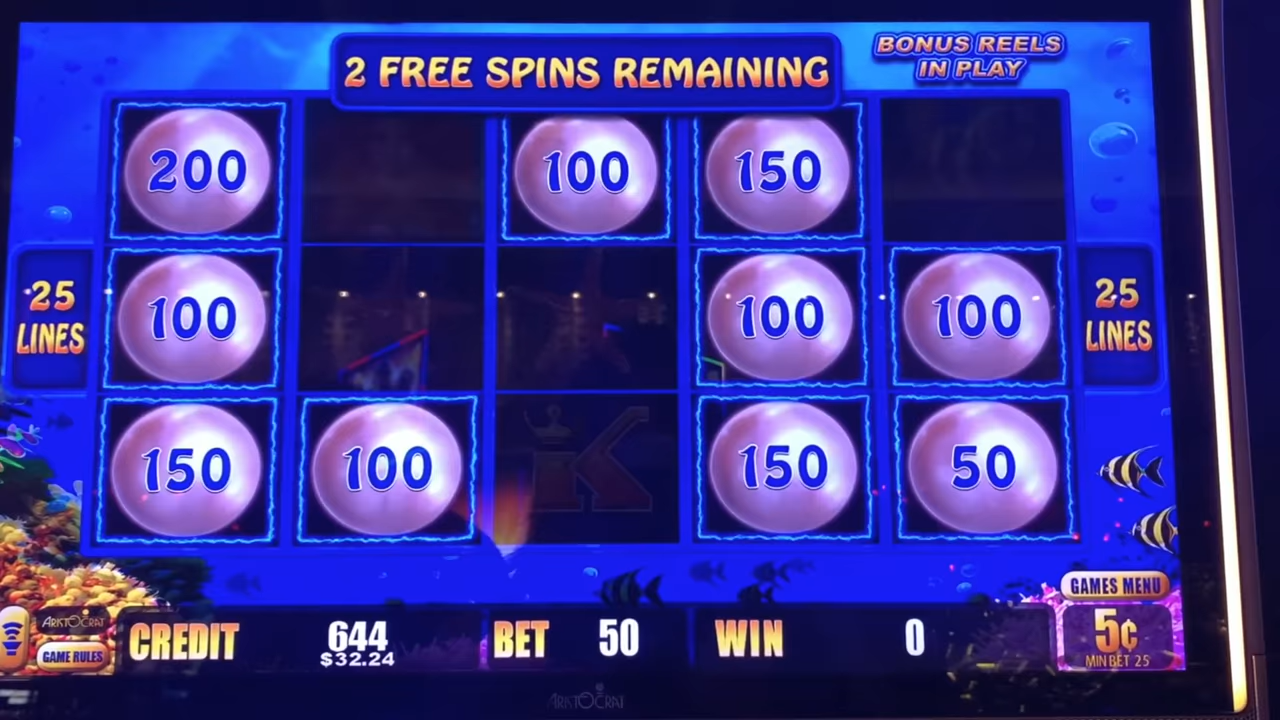 2 FREE SPINS REMAINING
BONUS REELS
IN PLAY
200
100
150
25
LINES
100
100
100
25
LINES
150
100
K
150
50
GAMES MENU
ARISTOCRAT
GAME RULES
CREDIT
644
$32.24
BET
50
WIN
0
5¢
MIN BET 25
ARISTOCRAT